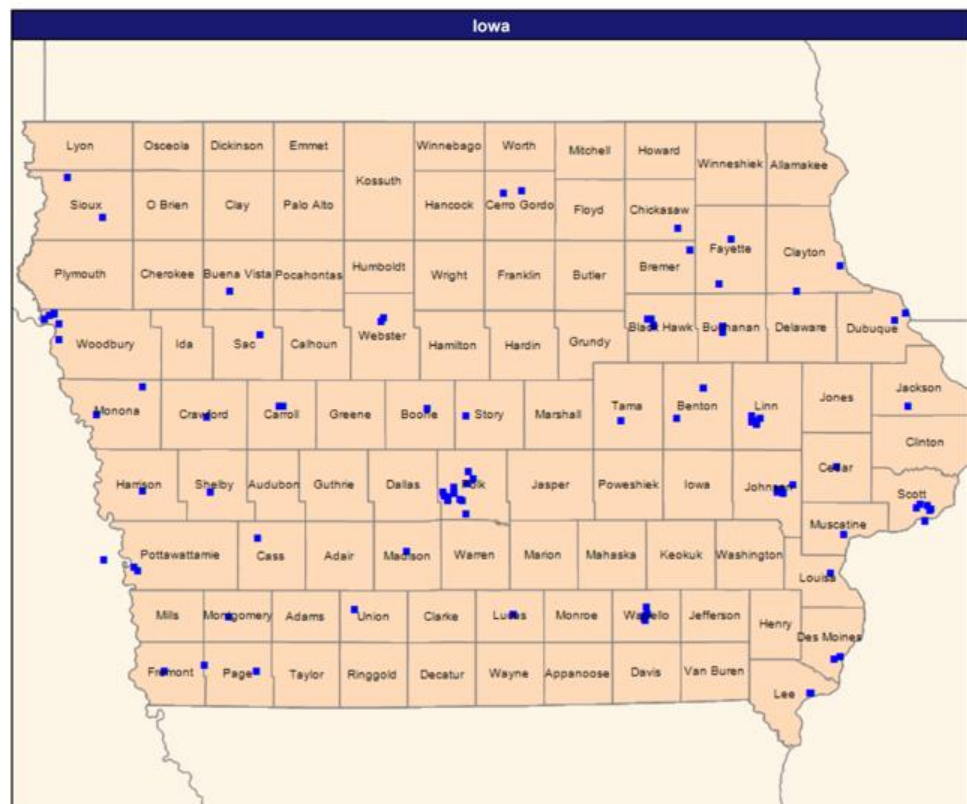 Iowa
Lyon Osceola Dickinson Emmet Winnebago Worth Mitchell Howard Winneshiek Allamakee
Kossuth
Sioux O Brien Clay Palo Alto Hancock Cerro Gordo Floyd Chickasaw
Fayette Clayton
Plymouth Cherokee Buena Vista Pocahontas Humboldt Wright Franklin Butler Bremer
Woodbury Ida Sac Calhoun Webster Hamilton Hardin Grundy Black Hawk Buchanan Delaware Dubuque
Monona Crawford Carroll Greene Boone Story Marshall Tama Benton Linn Jones Jackson
Clinton
Harrison Shelby Audubon Guthrie Dallas Polk Jasper Poweshiek Iowa Johnson Cedar Scott
Muscatine
Pottawattamie Cass Adair Madison Warren Marion Mahaska Keokuk Washington
Louisa
Mills Montgomery Adams Union Clarke Lucas Monroe Wapello Jefferson Henry Des Moines
Fremont Page Taylor Ringgold Decatur Wayne Appanoose Davis Van Buren
Lee